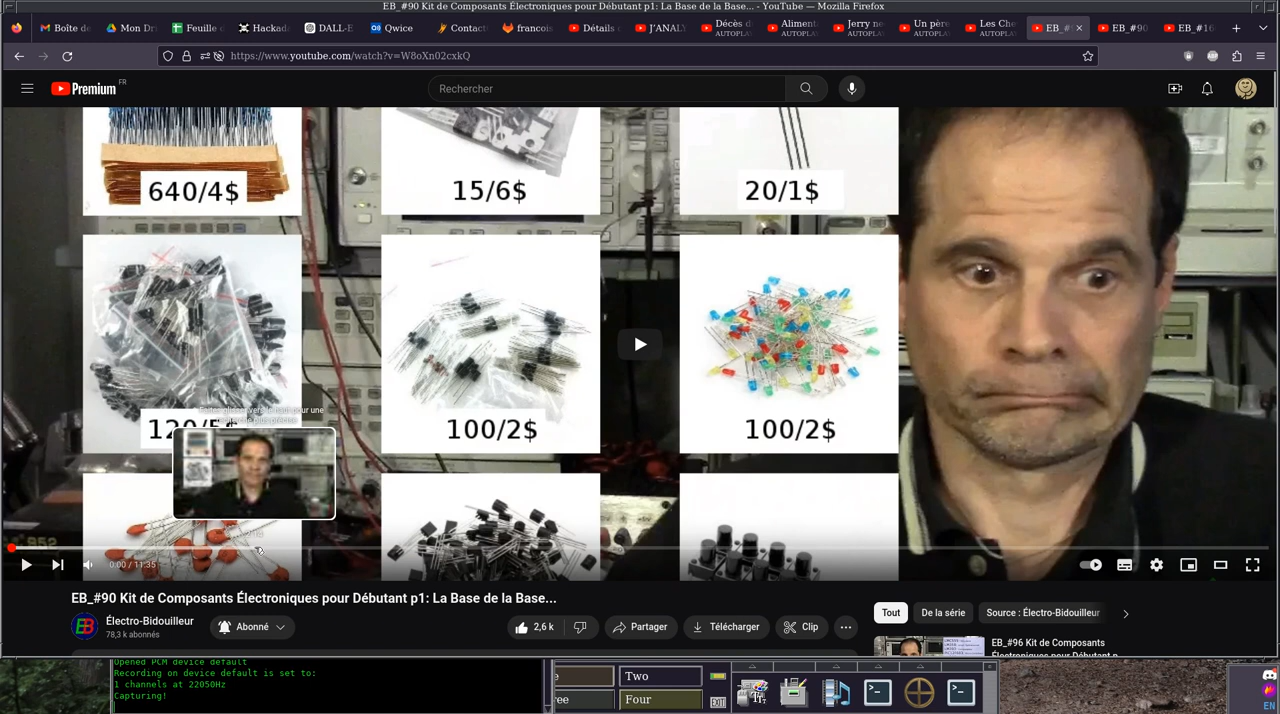 EB_#90 Kit de Composants Électroniques pour Débutant p1: La Base de la Base... - YouTube — Mozilla Firefox
Boîte de
Mon Dr
Feuille d
Hackad
DALL-E
Qwice
Contact
francois
Détails
J'ANALY
Décès d
AUTOPLAY
Aliment
AUTOPLAY
Jerry ne
AUTOPLAY
Un père
AUTOPLAY
Les Che
AUTOPLAY
EB_#
EB_#90
EB_#16
https://www.youtube.com/watch?v=W8oXn02cxkQ
Premium FR
Rechercher
640/4$
15/6$
20/1$
120/5$
100/2$
100/2$
0:00 / 11:35
EB_#90 Kit de Composants Électroniques pour Débutant p1: La Base de la Base...
Électro-Bidouilleur
78,3 k abonnés
Abonné
2,6 k
Partager
Télécharger
Clip
Tout
De la série
Source : Électro-Bidouilleur
EB_#96 Kit de Composants
Électroniques pour Débutant p
Opened PCM device default
Recording on device default is set to:
1 channels at 22050Hz
Capturing!
e
Two
ree
Four
EXIT
EN